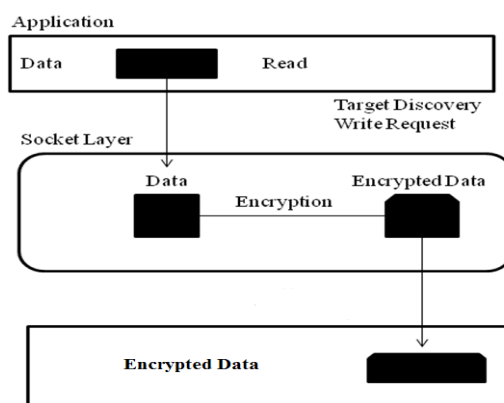 Application
Data Read
Target Discovery
Write Request
Socket Layer
Data Encrypted Data
Encryption
Encrypted Data